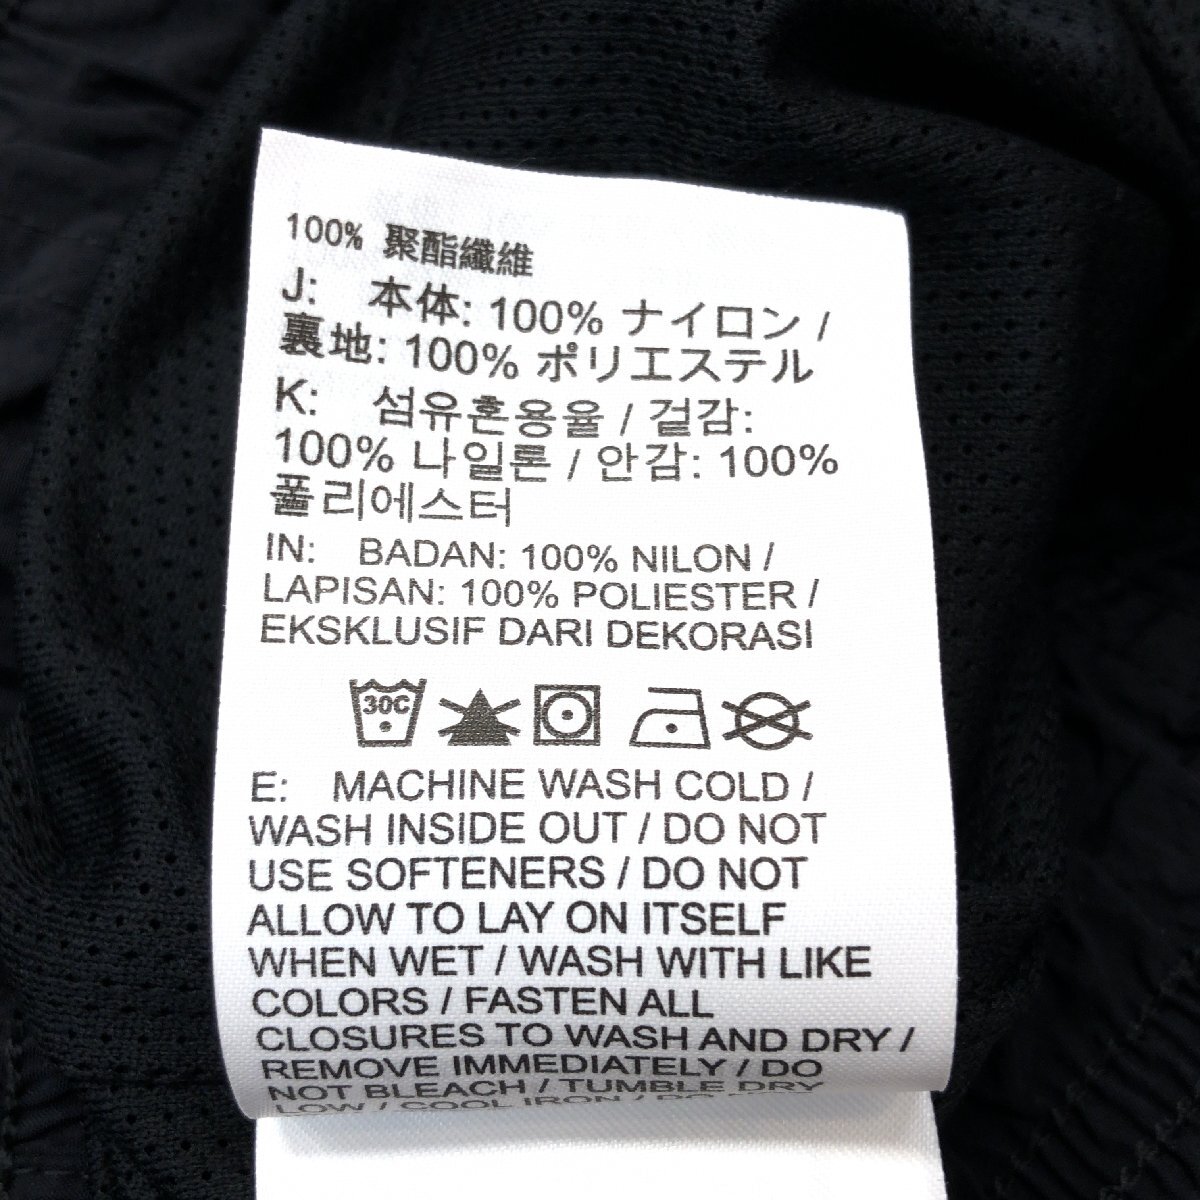 100% 聚酯纖維
J: 本体: 100% ナイロン /
裏地: 100% ポリエステル
K: 섬유혼용율 / 겉감:
100% 나일론 / 안감: 100%
폴리에스터
IN: BADAN: 100% NILON /
LAPISAN: 100% POLIESTER /
EKSKLUSIF DARI DEKORASI
30C
E: MACHINE WASH COLD /
WASH INSIDE OUT / DO NOT
USE SOFTENERS / DO NOT
ALLOW TO LAY ON ITSELF
WHEN WET / WASH WITH LIKE
COLORS / FASTEN ALL
CLOSURES TO WASH AND DRY /
REMOVE IMMEDIATELY / DO
NOT BLEACH / TUMBLE DRY
LOW / COOL IRON / DO